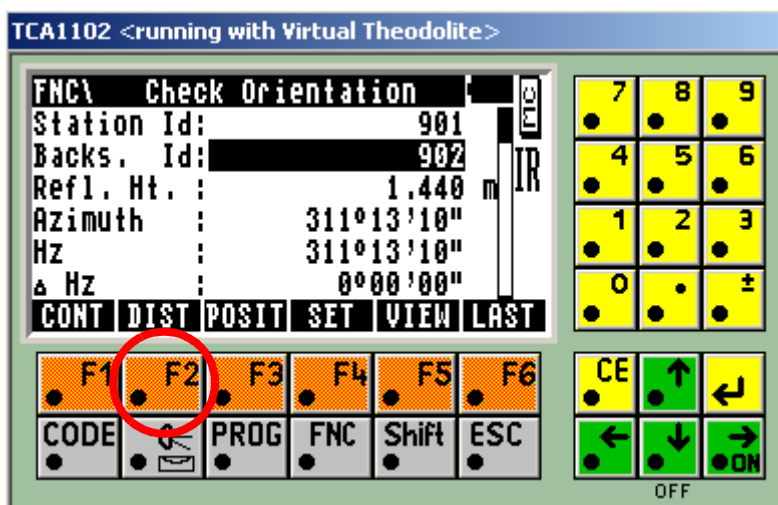 TCA1102 <running with Virtual Theodolite>
FNC\ Check Orientation MC
Station Id: 901
Backs. Id: 902
IR
Refl. Ht. : 1.440 m
Azimuth : 311°13'10"
Hz : 311°13'10"
▵ Hz : 0°00'00"
CONT DIST POSIT SET VIEW LAST
7 8 9
4 5 6
1 2 3
0 . ±
F1 F2 F3 F4 F5 F6
CODE PROG FNC Shift ESC
CE ↑ ↵
← ↓ → ON
OFF